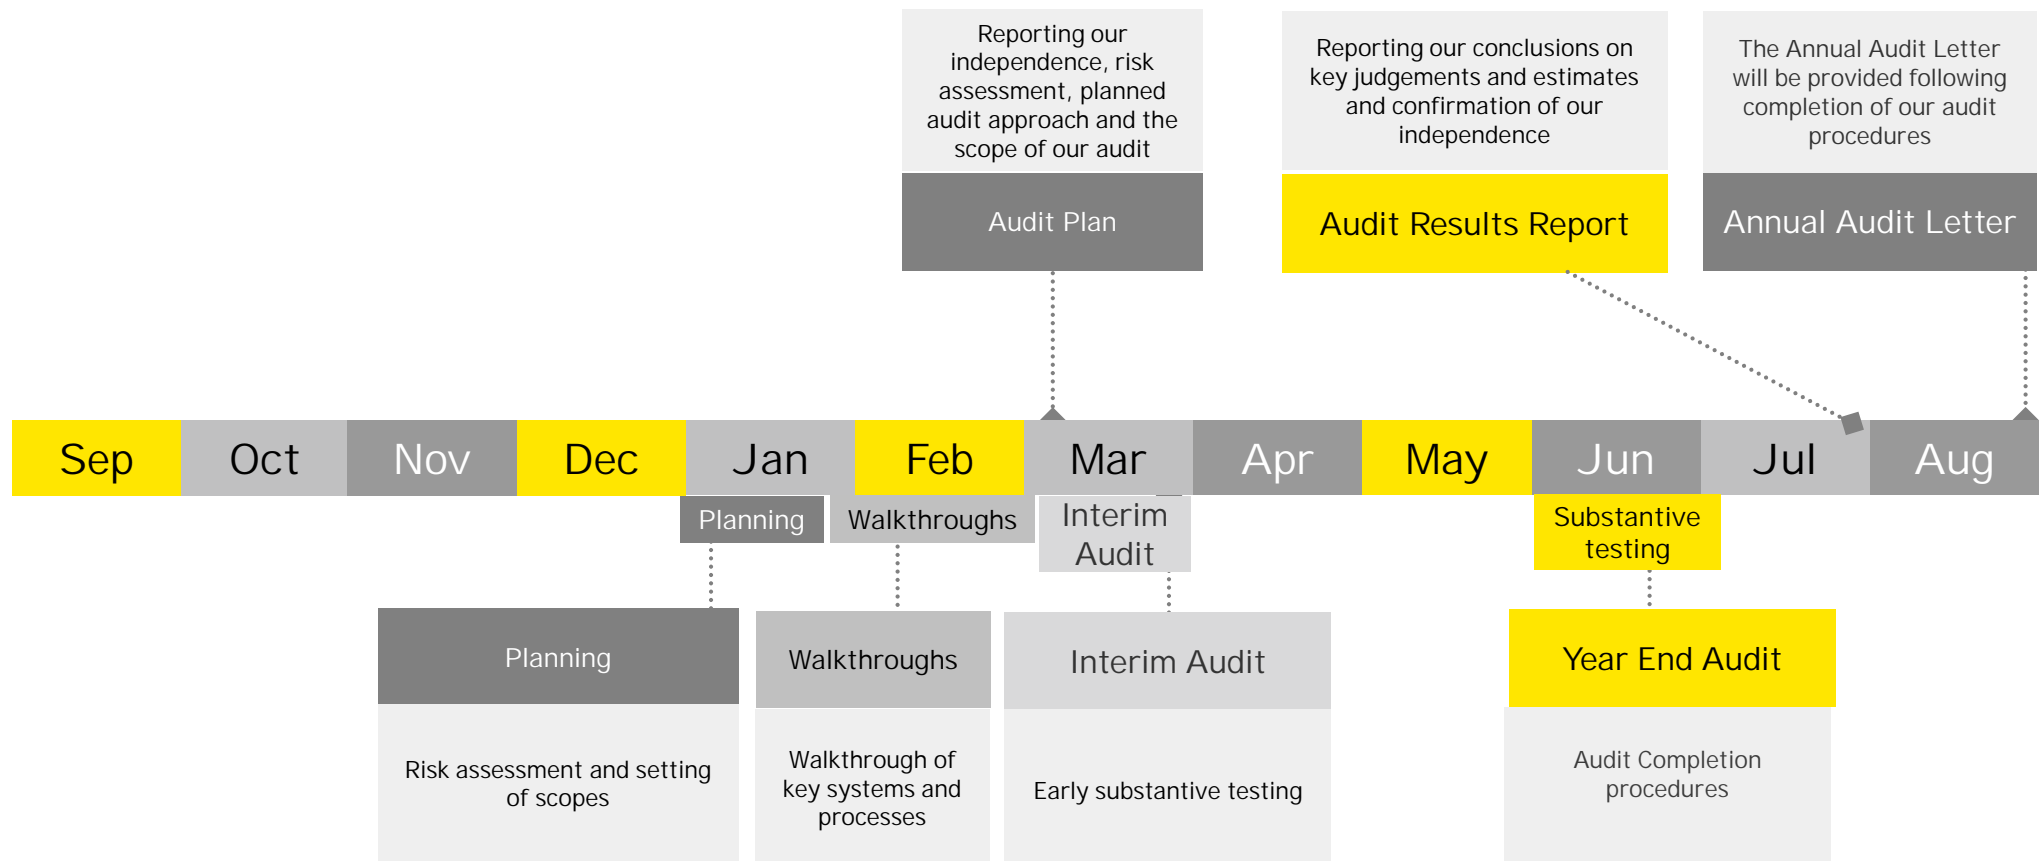 Reporting our
independence, risk
assessment, planned
audit approach and the
scope of our audit
Audit Plan
Reporting our conclusions on
key judgements and estimates
and confirmation of our
independence
Audit Results Report
The Annual Audit Letter
will be provided following
completion of our audit
procedures
Annual Audit Letter
Sep Oct Nov Dec Jan Feb Mar Apr May Jun Jul Aug
Planning
Walkthroughs
Interim
Audit
Substantive
testing
Planning
Risk assessment and setting
of scopes
Walkthroughs
Walkthrough of
key systems and
processes
Interim Audit
Early substantive testing
Year End Audit
Audit Completion
procedures